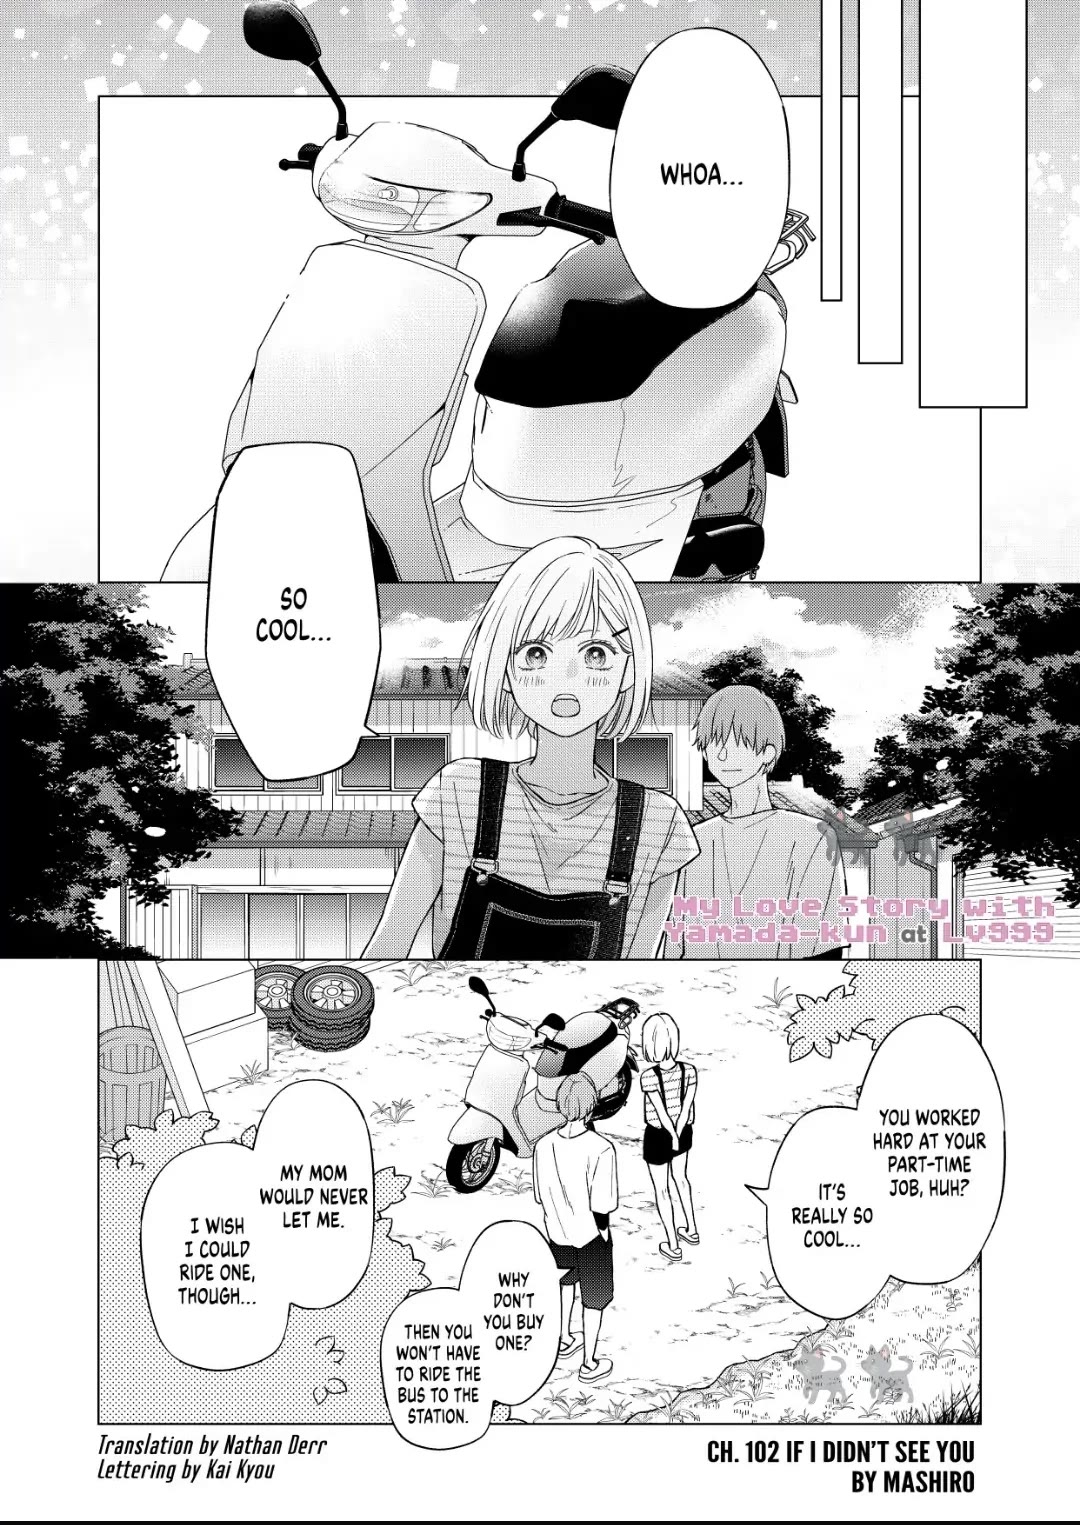 WHOA...
SO
COOL...
My Love Story with
Yamada-kun at Lv999
YOU WORKED
HARD AT YOUR
PART-TIME
JOB, HUH?
IT'S
REALLY SO
COOL...
WHY
DON'T
YOU BUY
ONE?
THEN YOU
WON'T HAVE
TO RIDE THE
BUS TO THE
STATION.
MY MOM
WOULD NEVER
LET ME.
I WISH
I COULD
RIDE ONE,
THOUGH...
Translation by Nathan Derr
Lettering by Kai Kyou
CH. 102 IF I DIDN'T SEE YOU
BY MASHIRO